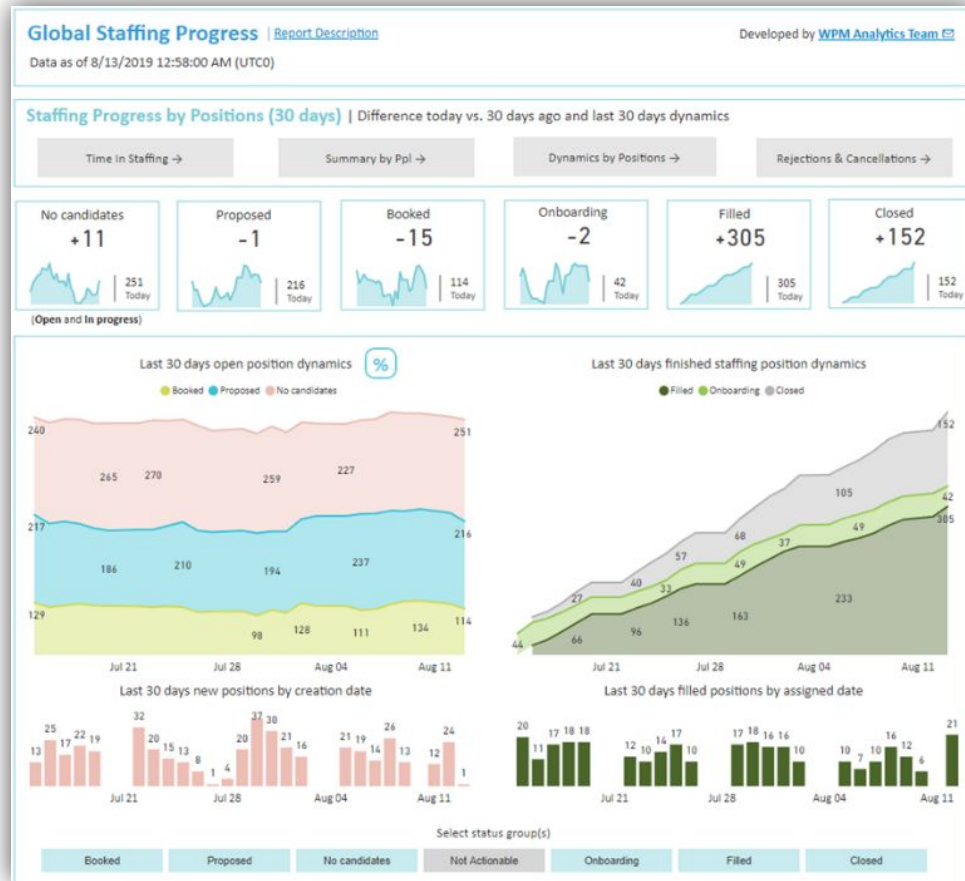 Global Staffing Progress | Report Description
Developed by WPM Analytics Team
Data as of 8/13/2019 12:58:00 AM (UTC0)
Staffing Progress by Positions (30 days) | Difference today vs. 30 days ago and last 30 days dynamics
Time In Staffing →
Summary by Ppl →
Dynamics by Positions →
Rejections & Cancellations →
No candidates
+11
251
Today
Proposed
-1
216
Today
Booked
-15
114
Today
Onboarding
-2
42
Today
Filled
+305
305
Today
Closed
+152
152
Today
(Open and In progress)
Last 30 days open position dynamics
%
Booked Proposed No candidates
240
265
270
259
227
251
217
186
210
194
237
216
129
98
128
111
134
114
Jul 21 Jul 28 Aug 04 Aug 11
Last 30 days finished staffing position dynamics
Filled Onboarding Closed
27
40
57
68
105
152
44
33
49
37
49
42
66
96
136
163
233
305
Jul 21 Jul 28 Aug 04 Aug 11
Last 30 days new positions by creation date
13 25 17 22 19 32 20 15 13 8 1 4 20 37 30 21 16 21 19 14 26 13 12 24 1
Jul 21 Jul 28 Aug 04 Aug 11
Last 30 days filled positions by assigned date
20 11 17 18 18 12 10 14 17 10 17 18 16 16 10 10 7 10 16 12 6 21
Jul 21 Jul 28 Aug 04 Aug 11
Select status group(s)
Booked Proposed No candidates Not Actionable Onboarding Filled Closed